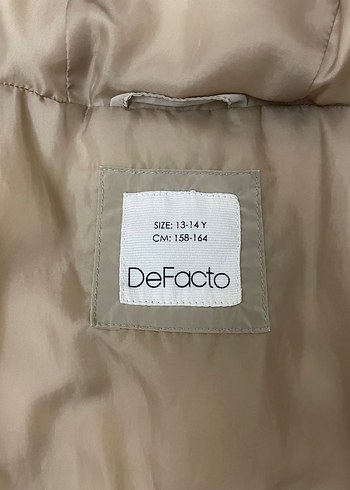 SIZE: 13-14 Y
CM: 158-164
DeFacto